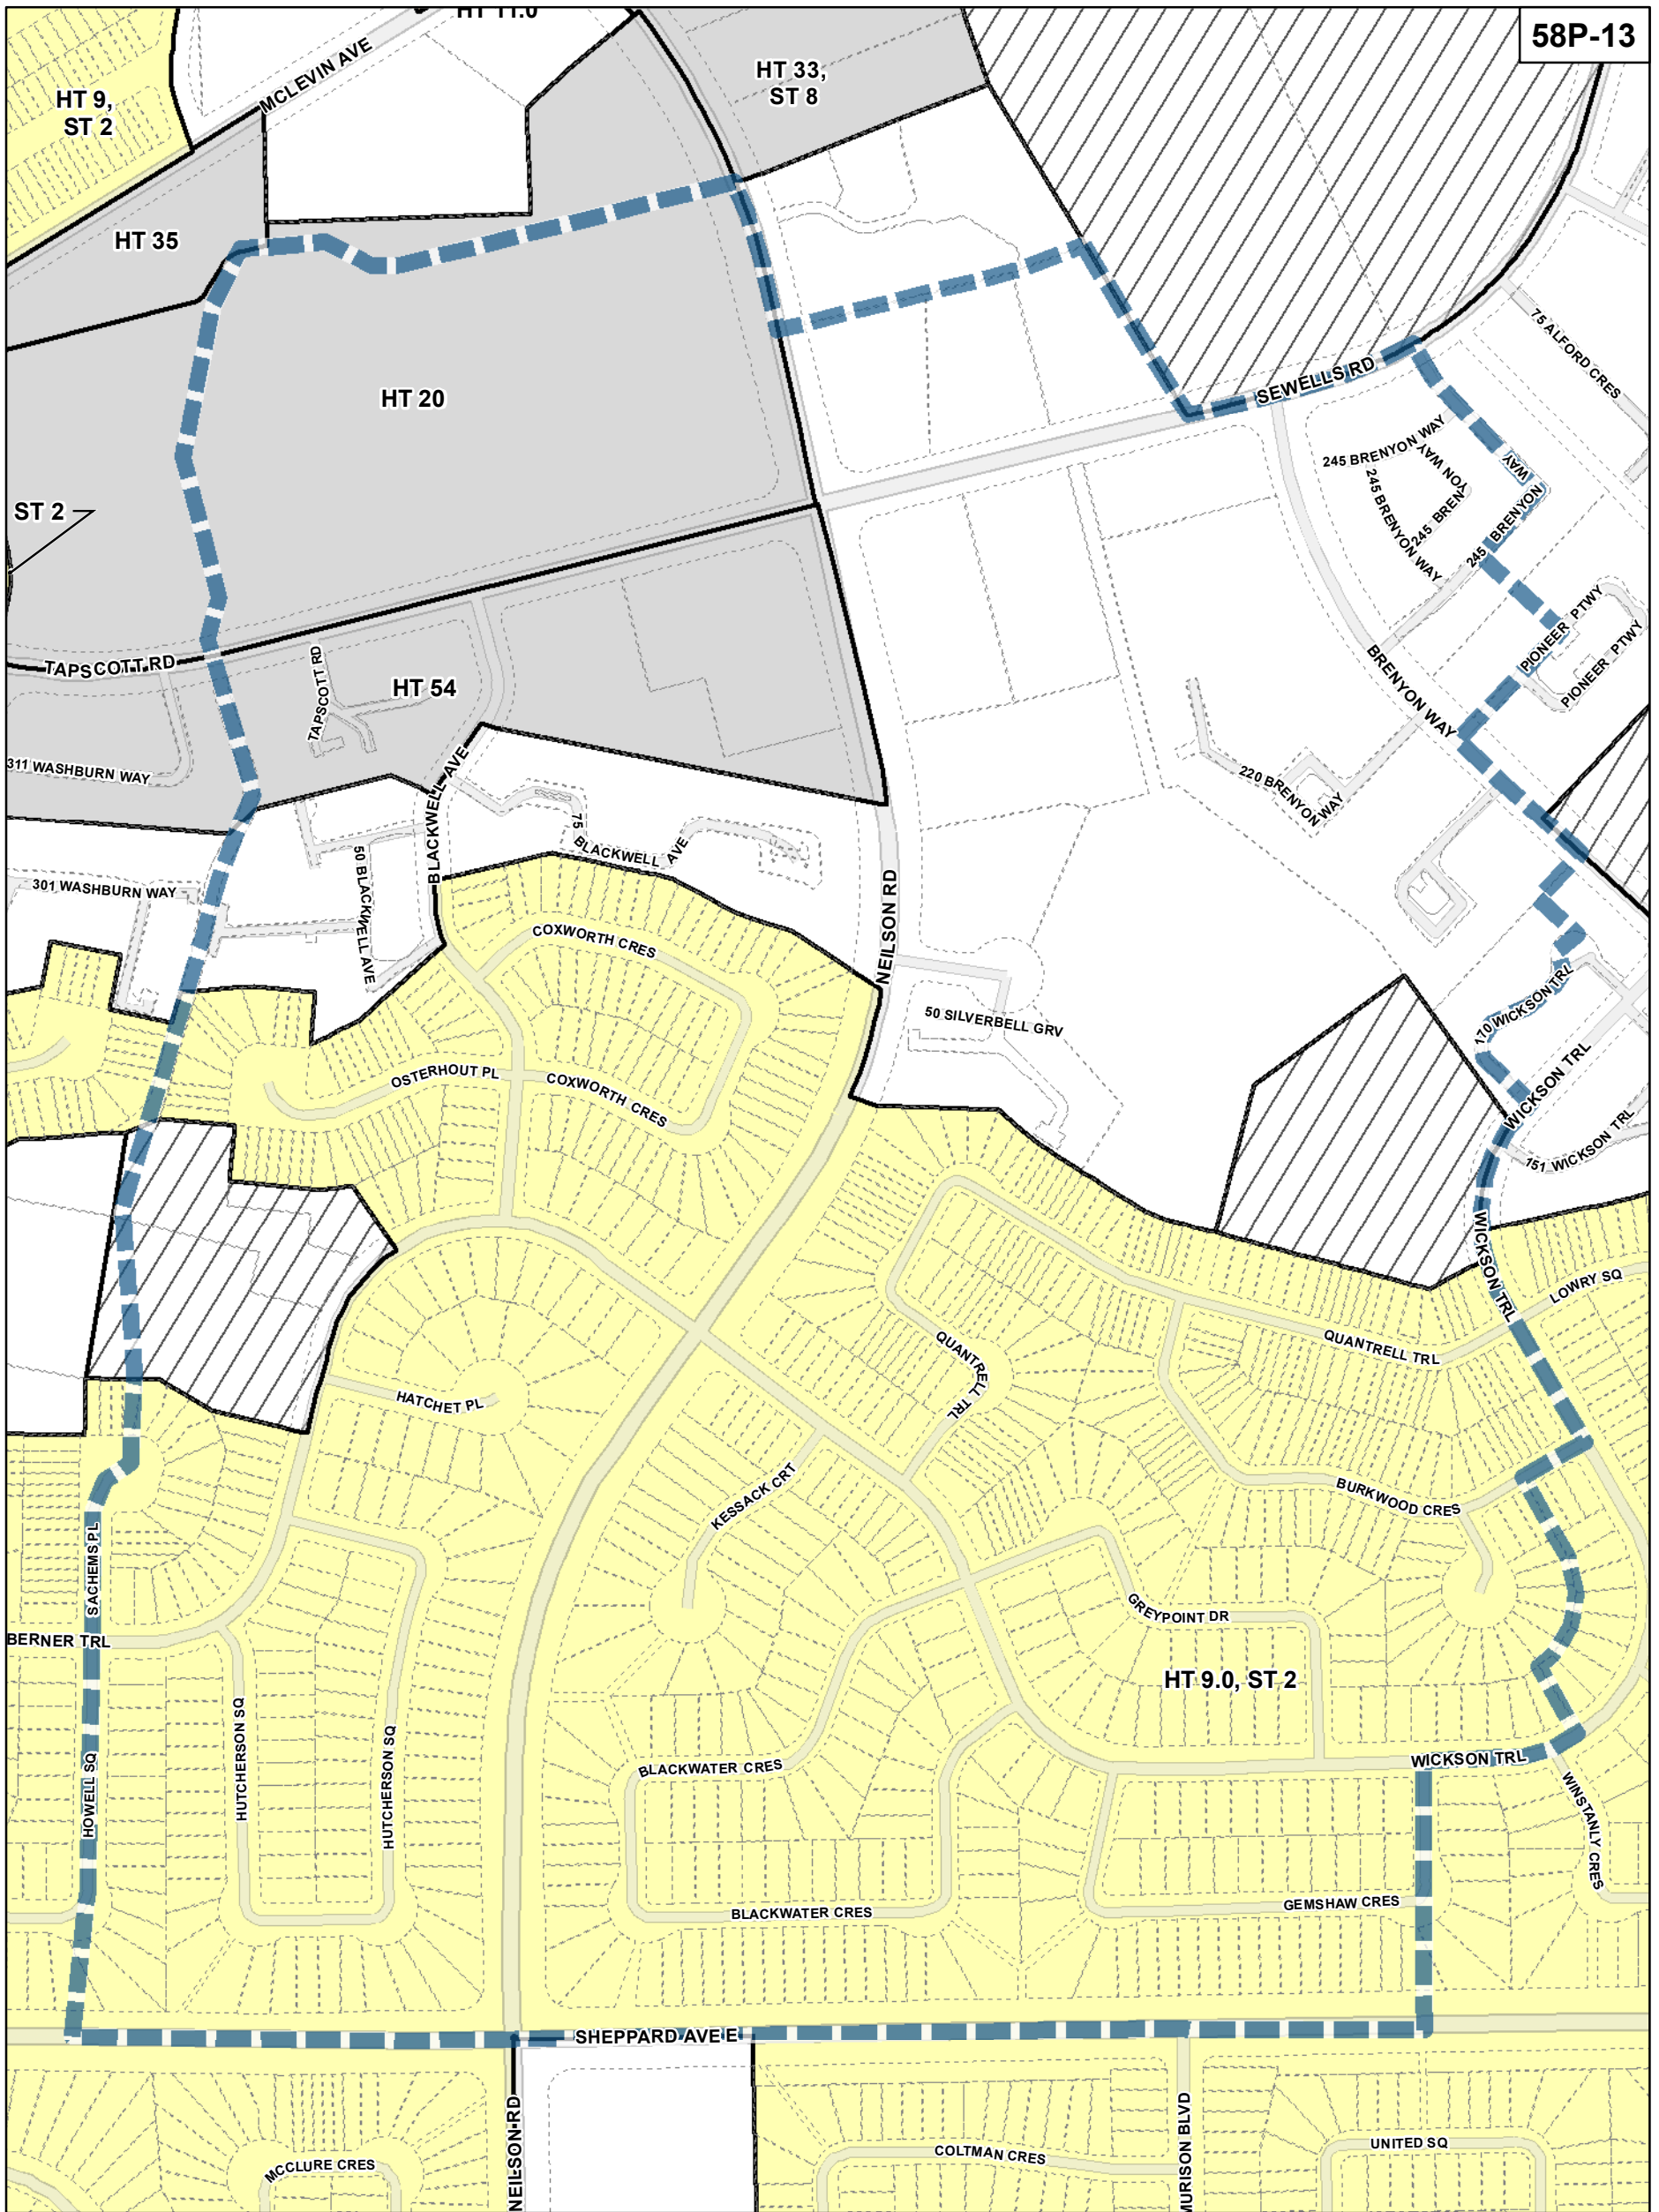 HT 11.0
58P-13
MCLEVIN AVE
HT 33,
ST 8
HT 9,
ST 2
HT 35
HT 20
SEWELLS RD
75 ALFORD CRES
245 BRENYON WAY
245 BRENYON WAY
245 BRENYON WAY
245 BRENYON WAY
ST 2
PIONEER PTWY
PIONEER PTWY
TAPSCOTT RD
TAPSCOTT RD
HT 54
BRENYON WAY
311 WASHBURN WAY
220 BRENYON WAY
BLACKWELL AVE
75 BLACKWELL AVE
50 BLACKWELL AVE
301 WASHBURN WAY
NEILSON RD
COXWORTH CRES
170 WICKSON TRL
50 SILVERBELL GRV
OSTERHOUT PL
COXWORTH CRES
WICKSON TRL
151 WICKSON TRL
WICKSON TRL
LOWRY SQ
QUANTRELL TRL
QUANTRELL TRL
HATCHET PL
KESSACK CRT
BURKWOOD CRES
SACHEMS PL
GREYPOINT DR
BERNER TRL
HT 9.0, ST 2
HUTCHERSON SQ
HUTCHERSON SQ
HOWELL SQ
BLACKWATER CRES
WICKSON TRL
WINSTANLY CRES
BLACKWATER CRES
GEMSHAW CRES
SHEPPARD AVE E
NEILSON RD
MURISON BLVD
COLTMAN CRES
UNITED SQ
MCCLURE CRES